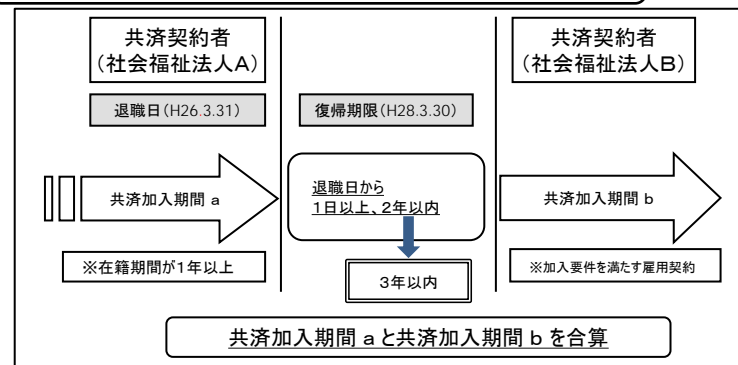 共済契約者
（社会福祉法人A）
共済契約者
（社会福祉法人B）
退職日（H26.3.31）
復帰期限（H28.3.30）
共済加入期間 a
退職日から
1日以上、2年以内
共済加入期間 b
※在籍期間が1年以上
3年以内
※加入要件を満たす雇用契約
共済加入期間 a と共済加入期間 b を合算